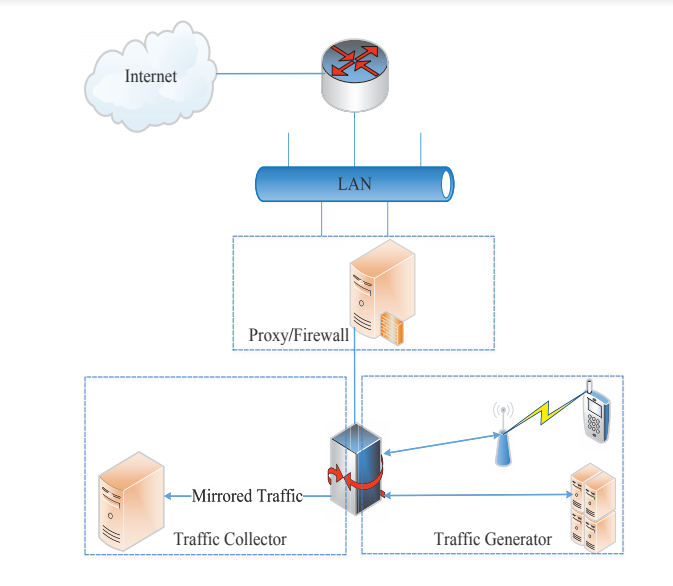 Internet
LAN
Proxy/Firewall
Mirrored Traffic
Traffic Collector
Traffic Generator